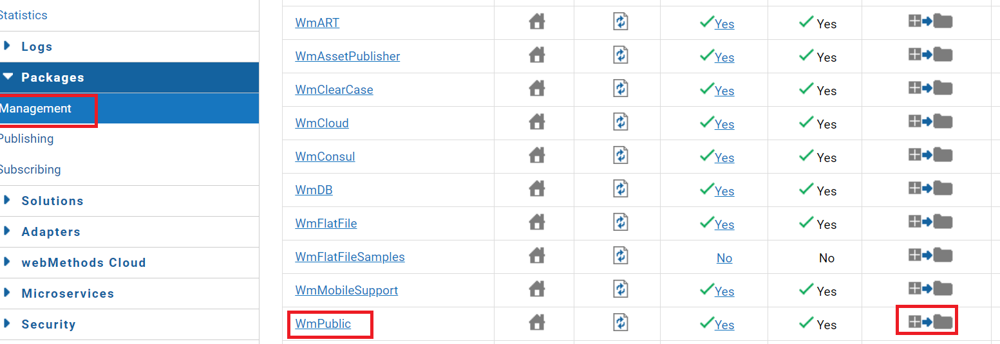 Statistics
Logs
Packages
Management
Publishing
Subscribing
Solutions
Adapters
webMethods Cloud
Microservices
Security
WmART Yes Yes
WmAssetPublisher Yes Yes
WmClearCase Yes Yes
WmCloud Yes Yes
WmConsul Yes Yes
WmDB Yes Yes
WmFlatFile Yes Yes
WmFlatFileSamples No No
WmMobileSupport Yes Yes
WmPublic Yes Yes